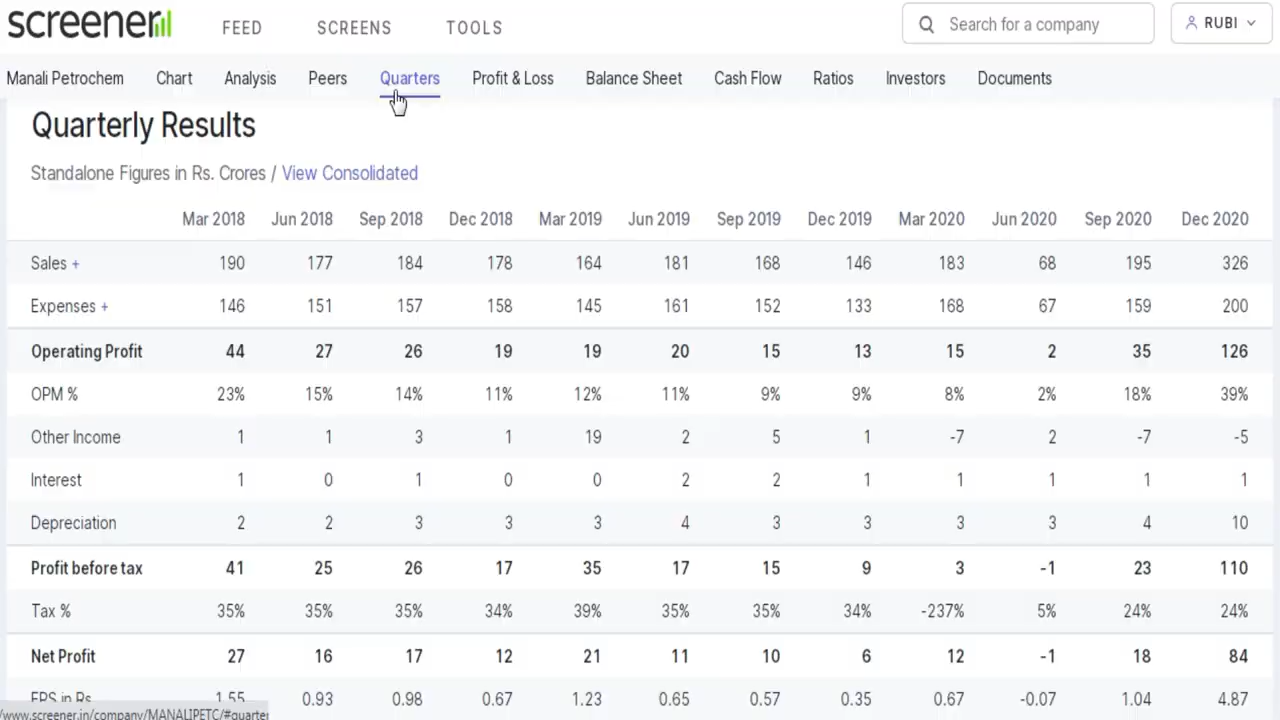 screener FEED SCREENS TOOLS Search for a company RUBI
Manali Petrochem Chart Analysis Peers Quarters Profit & Loss Balance Sheet Cash Flow Ratios Investors Documents
Quarterly Results
Standalone Figures in Rs. Crores / View Consolidated
Mar 2018 Jun 2018 Sep 2018 Dec 2018 Mar 2019 Jun 2019 Sep 2019 Dec 2019 Mar 2020 Jun 2020 Sep 2020 Dec 2020
Sales + 190 177 184 178 164 181 168 146 183 68 195 326
Expenses + 146 151 157 158 145 161 152 133 168 67 159 200
Operating Profit 44 27 26 19 19 20 15 13 15 2 35 126
OPM % 23% 15% 14% 11% 12% 11% 9% 9% 8% 2% 18% 39%
Other Income 1 1 3 1 19 2 5 1 -7 2 -7 -5
Interest 1 0 1 0 0 2 2 1 1 1 1 1
Depreciation 2 2 3 3 3 4 3 3 3 3 4 10
Profit before tax 41 25 26 17 35 17 15 9 3 -1 23 110
Tax % 35% 35% 35% 34% 39% 35% 35% 34% -237% 5% 24% 24%
Net Profit 27 16 17 12 21 11 10 6 12 -1 18 84
EPS in Rs 1.55 0.93 0.98 0.67 1.23 0.65 0.57 0.35 0.67 -0.07 1.04 4.87
/www.screener.in/company/MANALIPETC/#quarter